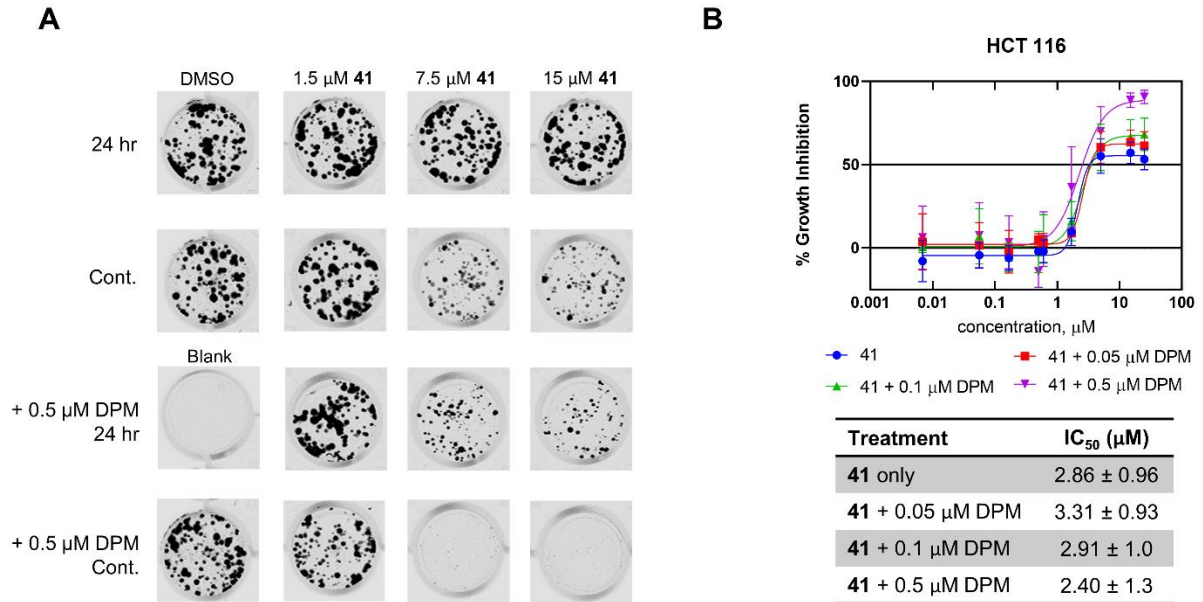 A
DMSO 1.5 μM 41 7.5 μM 41 15 μM 41
24 hr
Cont.
Blank
+ 0.5 μM DPM
24 hr
+ 0.5 μM DPM
Cont.
B
HCT 116
% Growth Inhibition
100
50
0
0.001 0.01 0.1 1 10 100
concentration, μM
41 41 + 0.05 μM DPM
41 + 0.1 μM DPM 41 + 0.5 μM DPM
Treatment IC50 (μM)
41 only 2.86 ± 0.96
41 + 0.05 μM DPM 3.31 ± 0.93
41 + 0.1 μM DPM 2.91 ± 1.0
41 + 0.5 μM DPM 2.40 ± 1.3